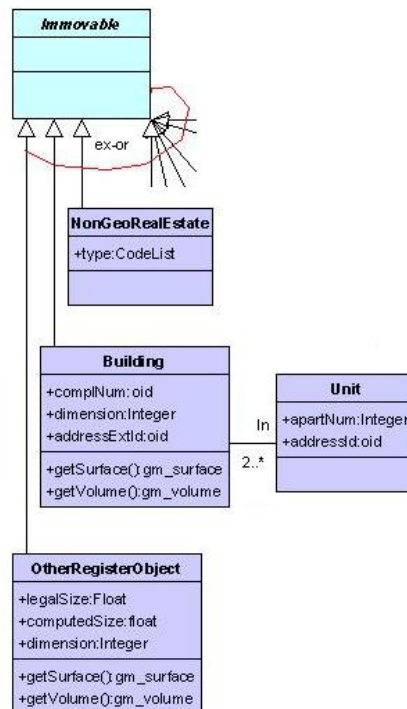 Immovable
ex-or
NonGeoRealEstate
+type:CodeList
Building
+complNum:oid
+dimension:Integer
+addressExtId:oid
+getSurface():gm_surface
+getVolume():gm_volume
In
2..*
Unit
+apartNum:Integer
+addressId:oid
OtherRegisterObject
+legalSize:Float
+computedSize:float
+dimension:Integer
+getSurface():gm_surface
+getVolume():gm_volume